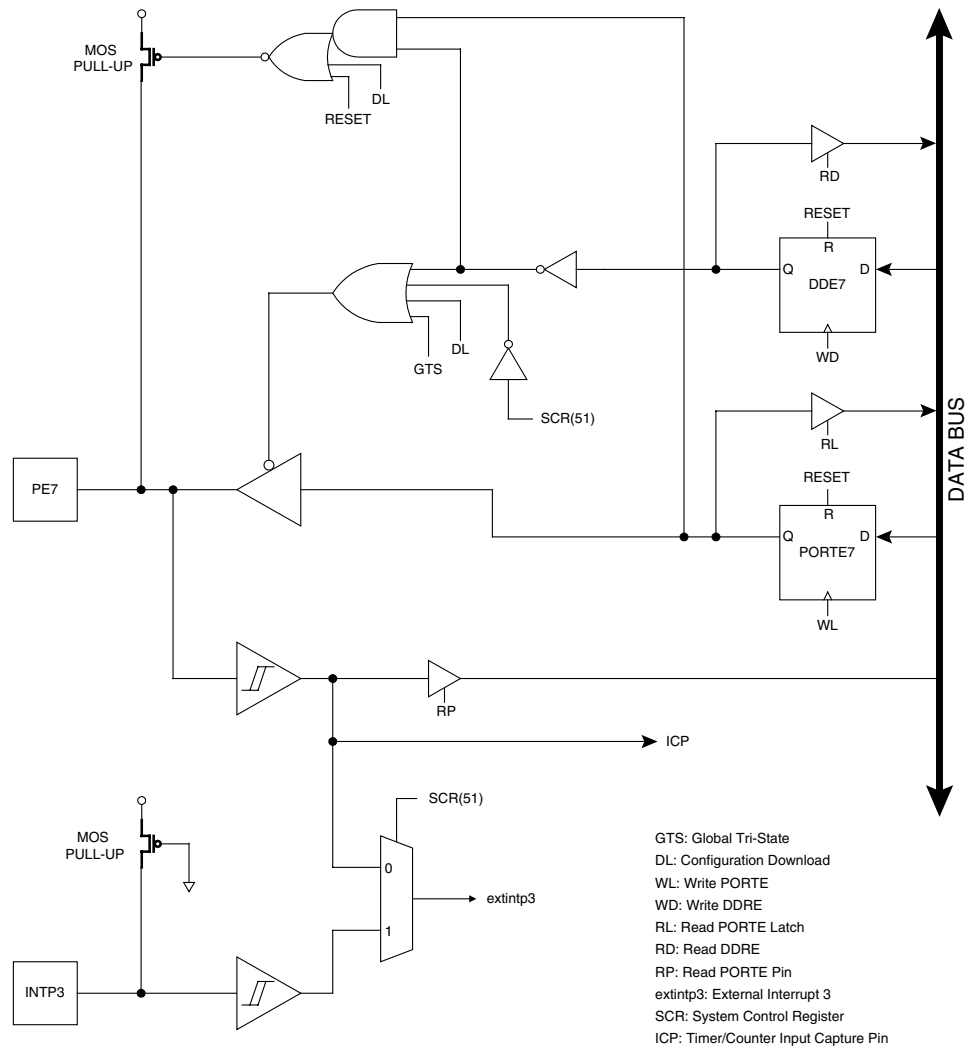 MOS
PULL-UP
DL
RESET
RD
RESET
R
Q
D
DDE7
WD
DL
GTS
SCR(51)
RL
DATA BUS
PE7
RESET
R
Q
D
PORTE7
WL
RP
ICP
SCR(51)
MOS
PULL-UP
0
extintp3
1
INTP3
GTS: Global Tri-State
DL: Configuration Download
WL: Write PORTE
WD: Write DDRE
RL: Read PORTE Latch
RD: Read DDRE
RP: Read PORTE Pin
extintp3: External Interrupt 3
SCR: System Control Register
ICP: Timer/Counter Input Capture Pin